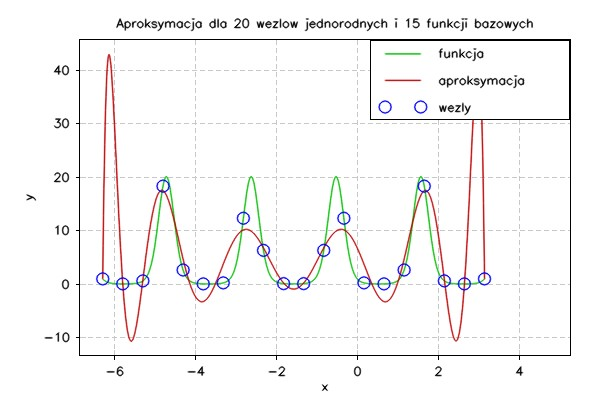 Aproksymacja dla 20 wezlow jednorodnych i 15 funkcji bazowych
funkcja
aproksymacja
wezly
40
30
20
10
0
−10
y
−6 −4 −2 0 2 4
x